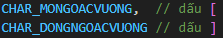 CHAR_MONGOACVUONG,  // dấu [
CHAR_DONGNGOACVUONG // dấu ]